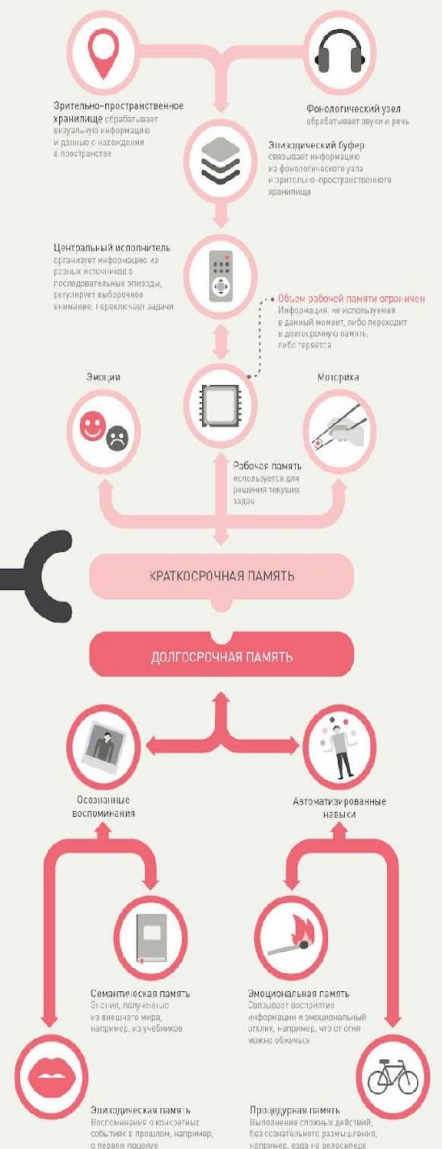 Зрительно-пространственное
хранилище обрабатывает
визуальную информацию
и данные о нахождении
в пространстве
Фонологический узел
обрабатывает звуки и речь
Эпизодический буфер
связывает информацию
из фонологического узла
и зрительно-пространственного
хранилища
Центральный исполнитель
организует информацию из
разных источников в
последовательные эпизоды,
регулирует выборочное
внимание, переключает задачи
Объем рабочей памяти ограничен
Информация, не используемая
в данный момент, либо переходит
в долгосрочную память,
либо теряется
Эмоции
Моторика
Рабочая память
используется для
решения текущих
задач
КРАТКОСРОЧНАЯ ПАМЯТЬ
ДОЛГОСРОЧНАЯ ПАМЯТЬ
Осознанные
воспоминания
Автоматизированные
навыки
Семантическая память
Знания, полученные
из внешнего мира,
например, из учебников
Эмоциональная память
Связывает восприятие
информации и эмоциональный
отклик, например, что от огня
можно обжечься
Эпизодическая память
Воспоминания о конкретных
событиях в прошлом, например,
о первом поцелуе
Процедурная память
Выполнение сложных действий,
без сознательного размышления,
например, езда на велосипеде